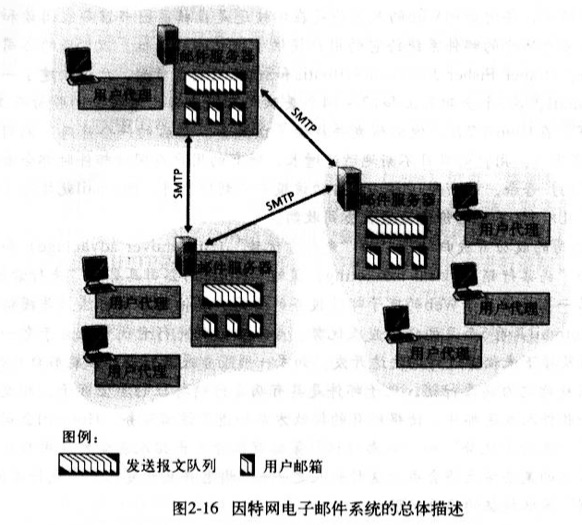 邮件服务器
用户代理
SMTP
SMTP
SMTP
邮件服务器
用户代理
邮件服务器
用户代理
用户代理
用户代理
用户代理
图例：
发送报文队列
用户邮箱
图2-16 因特网电子邮件系统的总体描述